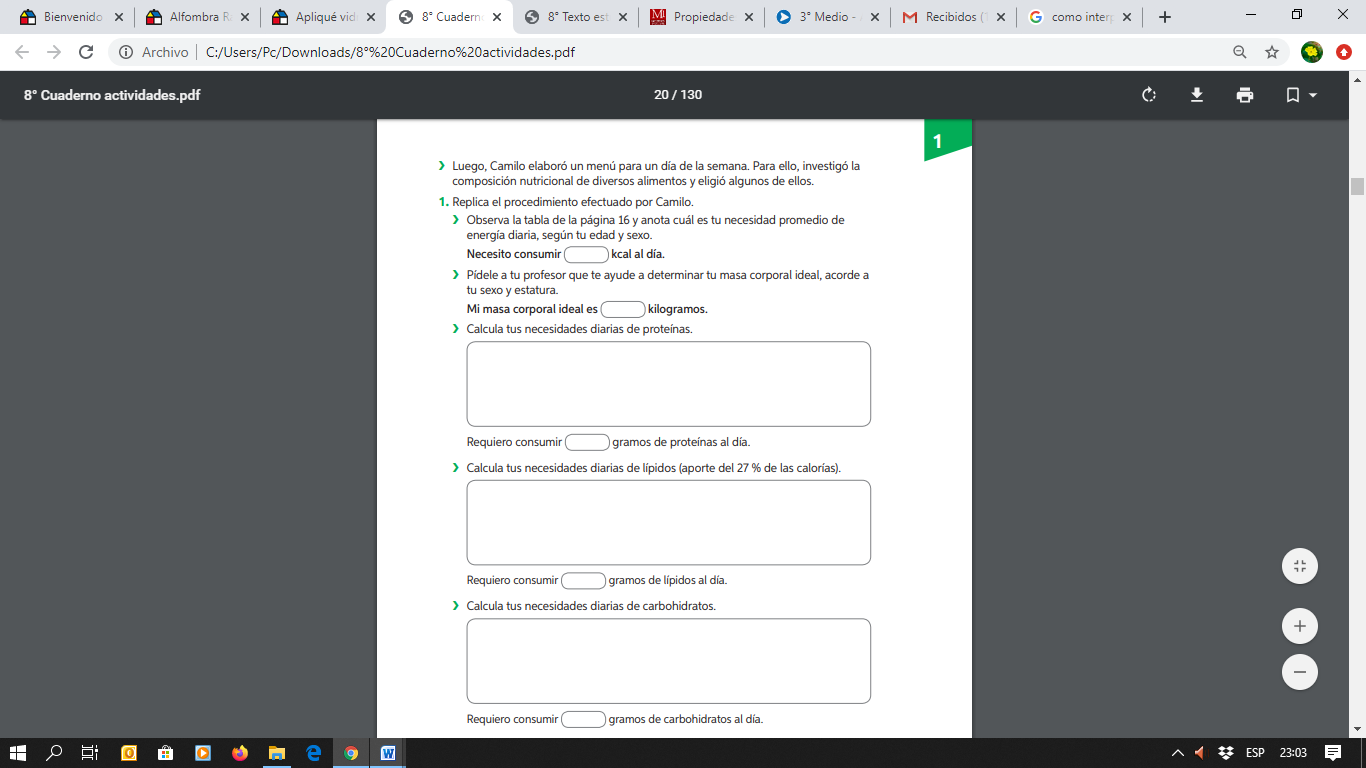 Bienvenido
Alfombra R
Apliqué vid
8° Cuadern
8° Texto est
Propiedade
3° Medio -
Recibidos (1
como interp
Archivo
C:/Users/Pc/Downloads/8°%20Cuaderno%20actividades.pdf
8° Cuaderno actividades.pdf
20 / 130
1
› Luego, Camilo elaboró un menú para un día de la semana. Para ello, investigó la
composición nutricional de diversos alimentos y eligió algunos de ellos.
1. Replica el procedimiento efectuado por Camilo.
› Observa la tabla de la página 16 y anota cuál es tu necesidad promedio de
energía diaria, según tu edad y sexo.
Necesito consumir kcal al día.
› Pídele a tu profesor que te ayude a determinar tu masa corporal ideal, acorde a
tu sexo y estatura.
Mi masa corporal ideal es kilogramos.
› Calcula tus necesidades diarias de proteínas.
Requiero consumir gramos de proteínas al día.
› Calcula tus necesidades diarias de lípidos (aporte del 27 % de las calorías).
Requiero consumir gramos de lípidos al día.
› Calcula tus necesidades diarias de carbohidratos.
Requiero consumir gramos de carbohidratos al día.
ESP
23:03